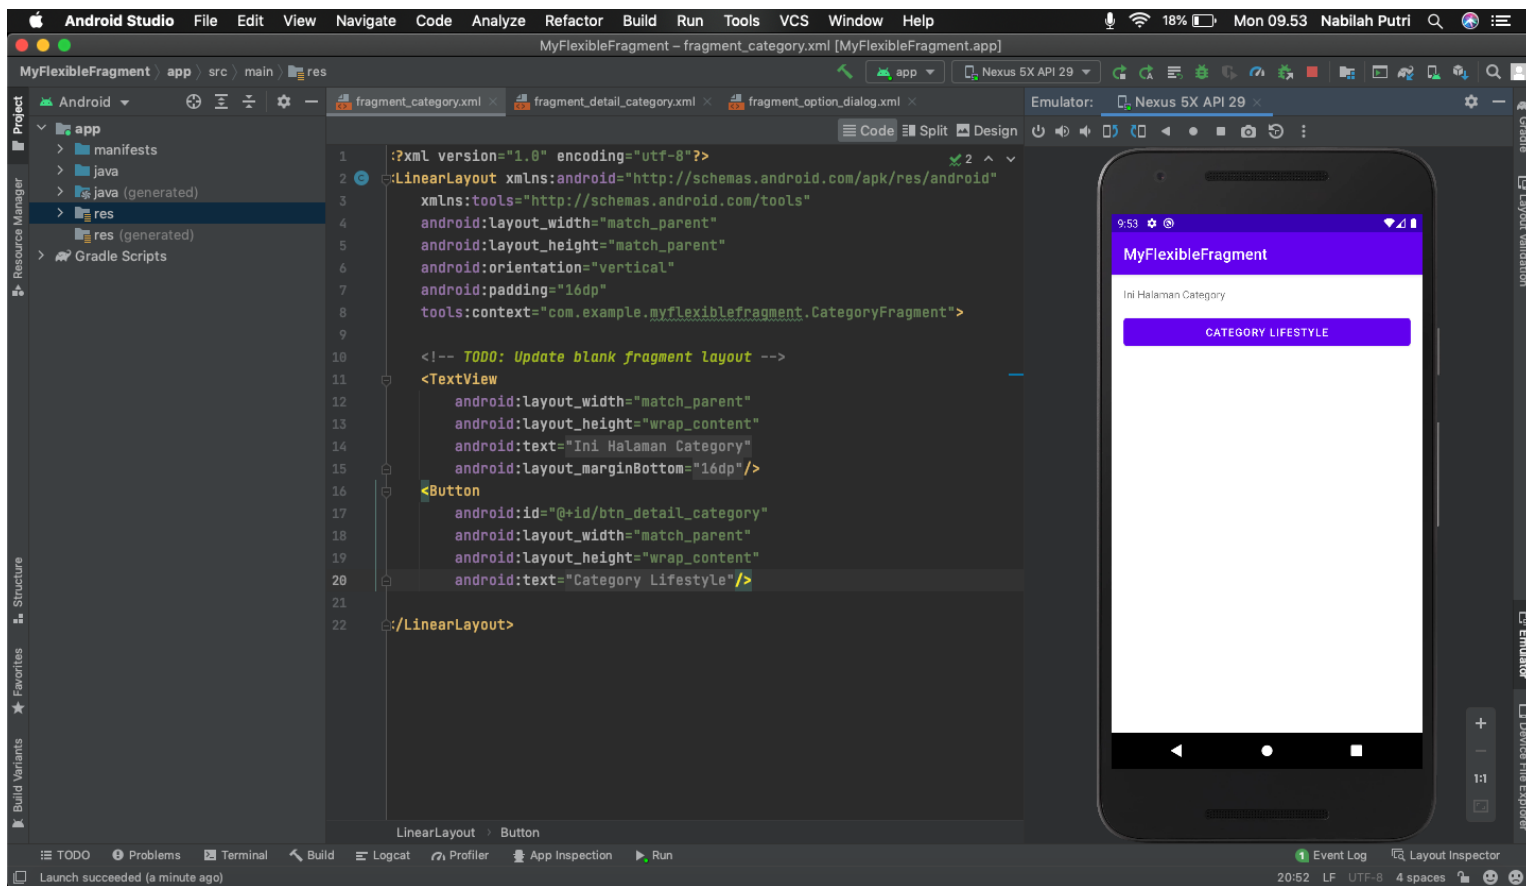 Android Studio File Edit View Navigate Code Analyze Refactor Build Run Tools VCS Window Help 18% Mon 09.53 Nabilah Putri
MyFlexibleFragment – fragment_category.xml [MyFlexibleFragment.app]
MyFlexibleFragment app src main res app Nexus 5X API 29
Project
Resource Manager
Structure
Favorites
Build Variants
Android
app
manifests
java
java (generated)
res
res (generated)
Gradle Scripts
fragment_category.xml fragment_detail_category.xml fragment_option_dialog.xml
Code Split Design
2
1 ?xml version="1.0" encoding="utf-8"?>
2 LinearLayout xmlns:android="http://schemas.android.com/apk/res/android"
3 xmlns:tools="http://schemas.android.com/tools"
4 android:layout_width="match_parent"
5 android:layout_height="match_parent"
6 android:orientation="vertical"
7 android:padding="16dp"
8 tools:context="com.example.myflexiblefragment.CategoryFragment">
9
10 <!-- TODO: Update blank fragment layout -->
11 <TextView
12 android:layout_width="match_parent"
13 android:layout_height="wrap_content"
14 android:text="Ini Halaman Category"
15 android:layout_marginBottom="16dp"/>
16 <Button
17 android:id="@+id/btn_detail_category"
18 android:layout_width="match_parent"
19 android:layout_height="wrap_content"
20 android:text="Category Lifestyle"/>
21
22 /LinearLayout>
LinearLayout Button
Emulator: Nexus 5X API 29
9:53
MyFlexibleFragment
Ini Halaman Category
CATEGORY LIFESTYLE
1:1
Gradle
Layout Validation
Emulator
Device File Explorer
TODO Problems Terminal Build Logcat Profiler App Inspection Run 1 Event Log Layout Inspector
Launch succeeded (a minute ago) 20:52 LF UTF-8 4 spaces